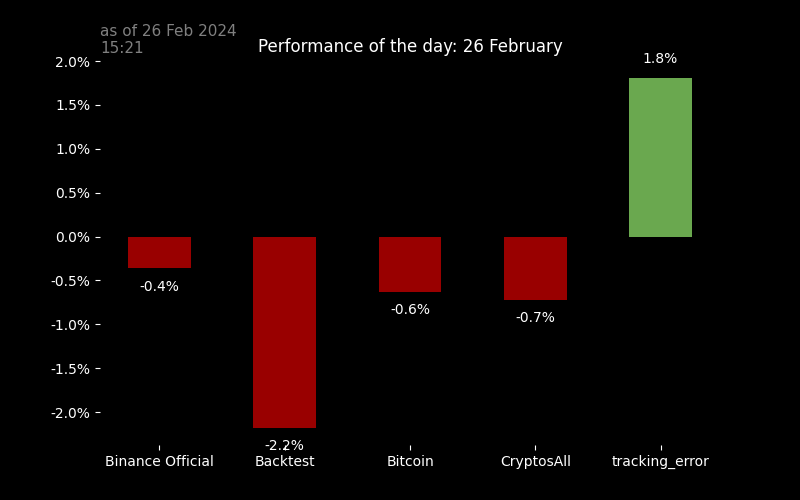 as of 26 Feb 2024
15:21
Performance of the day: 26 February
2.0%
1.5%
1.0%
0.5%
0.0%
-0.5%
-1.0%
-1.5%
-2.0%
-0.4%
-2.2%
-0.6%
-0.7%
1.8%
Binance Official
Backtest
Bitcoin
CryptosAll
tracking_error